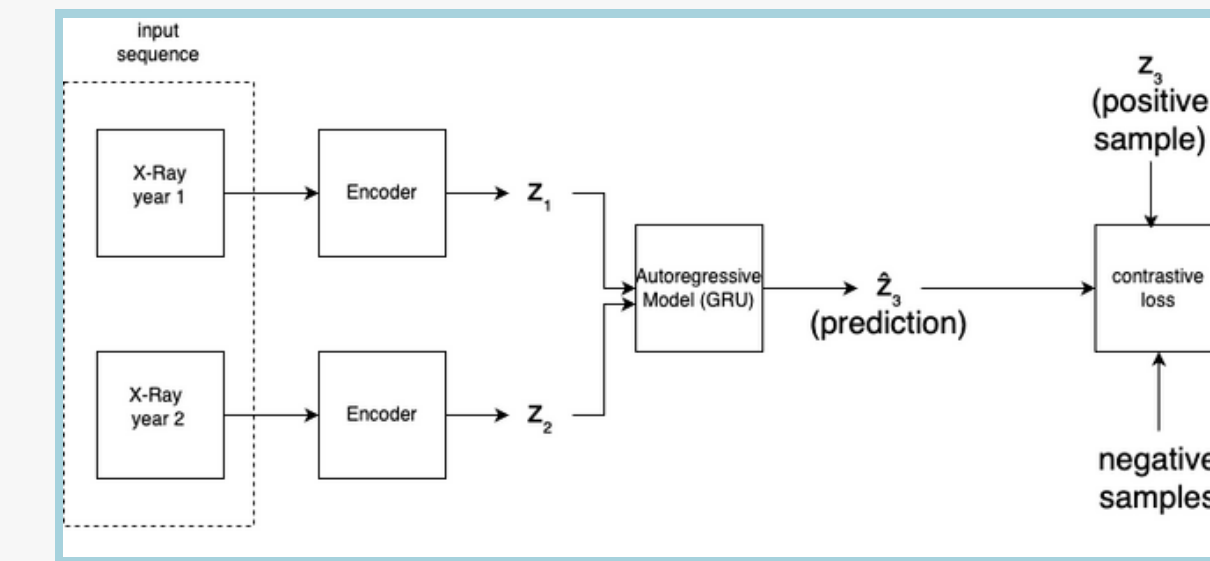 input
sequence
X-Ray
year 1
Encoder
Z₁
X-Ray
year 2
Encoder
Z₂
Autoregressive
Model (GRU)
Ẑ₃
(prediction)
Z₃
(positive
sample)
contrastive
loss
negative
samples